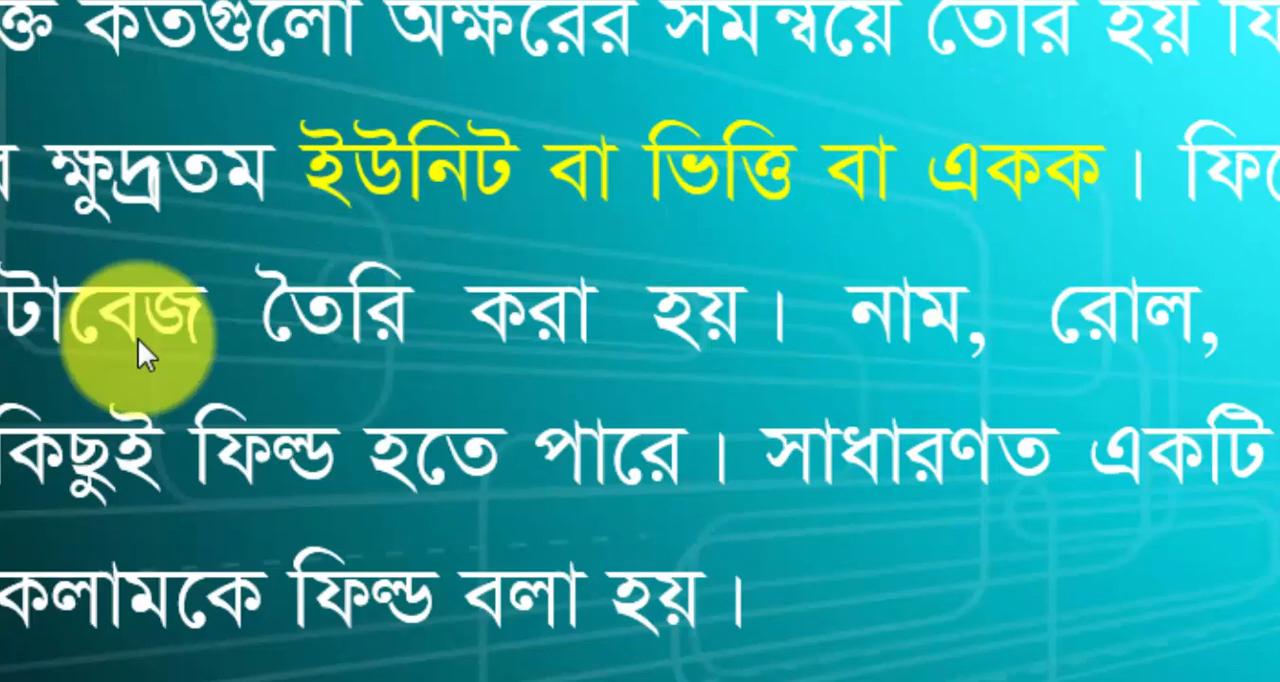 ক্ত কতগুলো অক্ষরের সমন্বয়ে তৈরি হয় ফি
র ক্ষুদ্রতম ইউনিট বা ভিত্তি বা একক। ফিে
টাবেজ তৈরি করা হয়। নাম, রোল,
কিছুই ফিল্ড হতে পারে। সাধারণত একটি
কলামকে ফিল্ড বলা হয়।